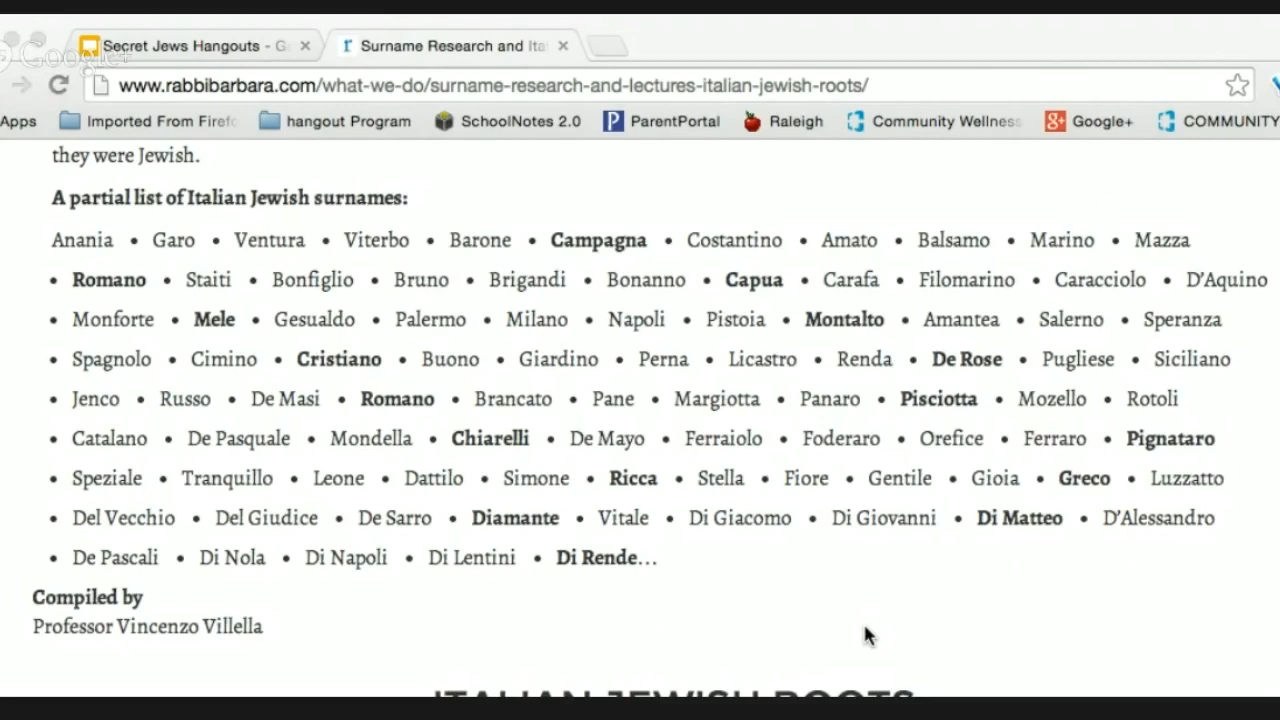 Secret Jews Hangouts - G
Surname Research and Ita
Google+
www.rabbibarbara.com/what-we-do/surname-research-and-lectures-italian-jewish-roots/
Apps Imported From Firefo hangout Program SchoolNotes 2.0 P ParentPortal Raleigh Community Wellness Google+ COMMUNITY
they were Jewish.
A partial list of Italian Jewish surnames:
Anania • Garo • Ventura • Viterbo • Barone • Campagna • Costantino • Amato • Balsamo • Marino • Mazza
• Romano • Staiti • Bonfiglio • Bruno • Brigandi • Bonanno • Capua • Carafa • Filomarino • Caracciolo • D'Aquino
• Monforte • Mele • Gesualdo • Palermo • Milano • Napoli • Pistoia • Montalto • Amantea • Salerno • Speranza
• Spagnolo • Cimino • Cristiano • Buono • Giardino • Perna • Licastro • Renda • De Rose • Pugliese • Siciliano
• Jenco • Russo • De Masi • Romano • Brancato • Pane • Margiotta • Panaro • Pisciotta • Mozello • Rotoli
• Catalano • De Pasquale • Mondella • Chiarelli • De Mayo • Ferraiolo • Foderaro • Orefice • Ferraro • Pignataro
• Speziale • Tranquillo • Leone • Dattilo • Simone • Ricca • Stella • Fiore • Gentile • Gioia • Greco • Luzzatto
• Del Vecchio • Del Giudice • De Sarro • Diamante • Vitale • Di Giacomo • Di Giovanni • Di Matteo • D'Alessandro
• De Pascali • Di Nola • Di Napoli • Di Lentini • Di Rende…
Compiled by
Professor Vincenzo Villella
ITALIAN JEWISH ROOTS